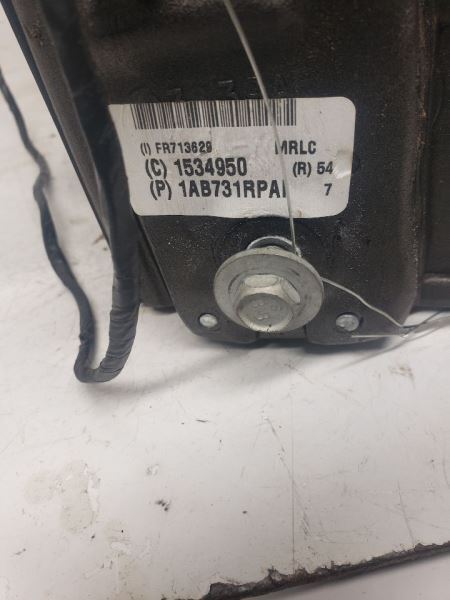 (I) FR713629 MRLC
(C) 1534950 (R) 54
(P) 1AB731RPAI 7